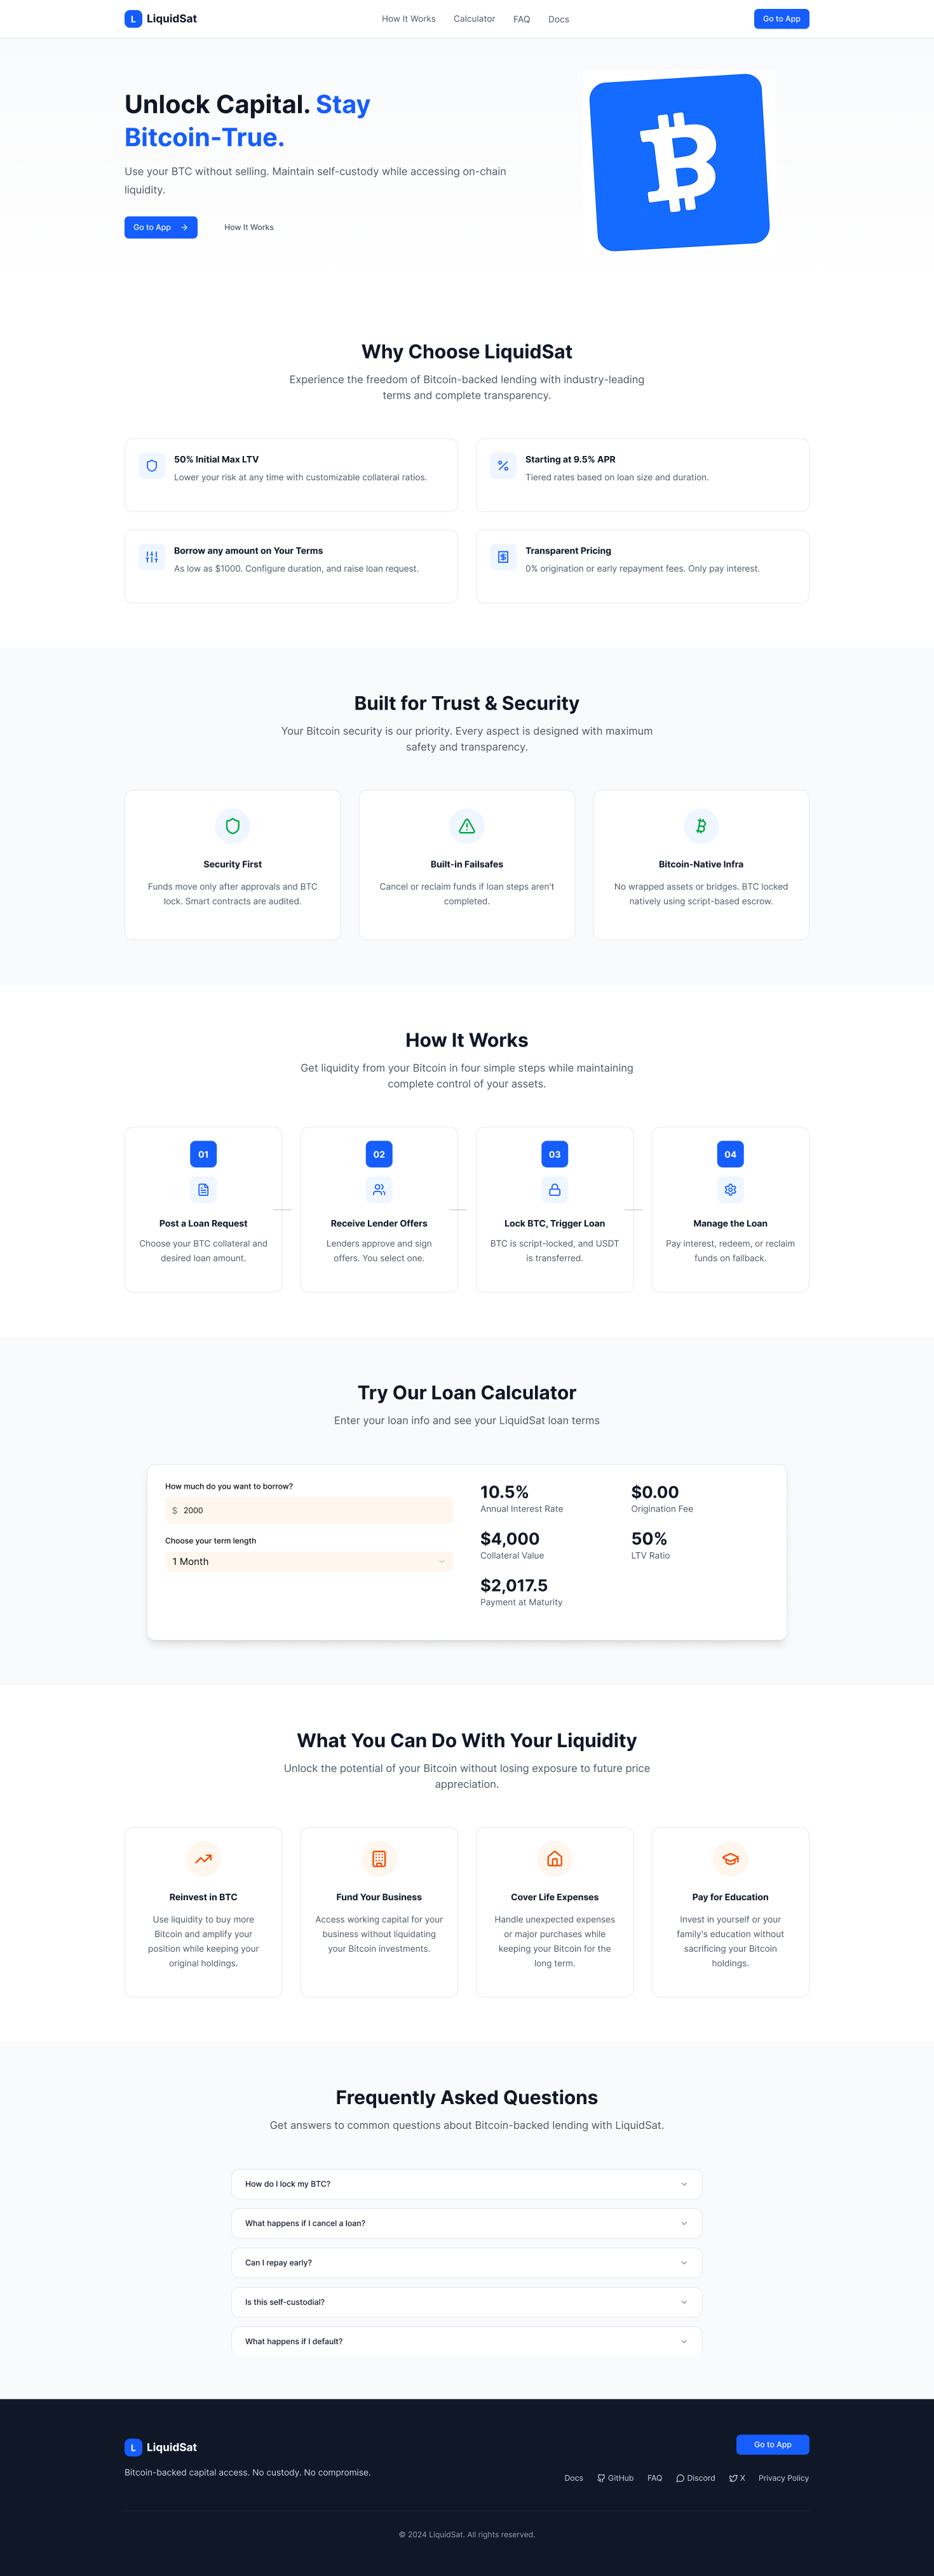 L LiquidSat
How It Works Calculator FAQ Docs
Go to App
Unlock Capital. Stay
Bitcoin-True.
Use your BTC without selling. Maintain self-custody while accessing on-chain
liquidity.
Go to App
How It Works
Why Choose LiquidSat
Experience the freedom of Bitcoin-backed lending with industry-leading
terms and complete transparency.
50% Initial Max LTV
Lower your risk at any time with customizable collateral ratios.
Starting at 9.5% APR
Tiered rates based on loan size and duration.
Borrow any amount on Your Terms
As low as $1000. Configure duration, and raise loan request.
Transparent Pricing
0% origination or early repayment fees. Only pay interest.
Built for Trust & Security
Your Bitcoin security is our priority. Every aspect is designed with maximum
safety and transparency.
Security First
Funds move only after approvals and BTC
lock. Smart contracts are audited.
Built-in Failsafes
Cancel or reclaim funds if loan steps aren't
completed.
Bitcoin-Native Infra
No wrapped assets or bridges. BTC locked
natively using script-based escrow.
How It Works
Get liquidity from your Bitcoin in four simple steps while maintaining
complete control of your assets.
01
Post a Loan Request
Choose your BTC collateral and
desired loan amount.
02
Receive Lender Offers
Lenders approve and sign
offers. You select one.
03
Lock BTC, Trigger Loan
BTC is script-locked, and USDT
is transferred.
04
Manage the Loan
Pay interest, redeem, or reclaim
funds on fallback.
Try Our Loan Calculator
Enter your loan info and see your LiquidSat loan terms
How much do you want to borrow?
$ 2000
Choose your term length
1 Month
10.5%
Annual Interest Rate
$0.00
Origination Fee
$4,000
Collateral Value
50%
LTV Ratio
$2,017.5
Payment at Maturity
What You Can Do With Your Liquidity
Unlock the potential of your Bitcoin without losing exposure to future price
appreciation.
Reinvest in BTC
Use liquidity to buy more
Bitcoin and amplify your
position while keeping your
original holdings.
Fund Your Business
Access working capital for your
business without liquidating
your Bitcoin investments.
Cover Life Expenses
Handle unexpected expenses
or major purchases while
keeping your Bitcoin for the
long term.
Pay for Education
Invest in yourself or your
family's education without
sacrificing your Bitcoin
holdings.
Frequently Asked Questions
Get answers to common questions about Bitcoin-backed lending with LiquidSat.
How do I lock my BTC?
What happens if I cancel a loan?
Can I repay early?
Is this self-custodial?
What happens if I default?
L LiquidSat
Bitcoin-backed capital access. No custody. No compromise.
Go to App
Docs GitHub FAQ Discord X Privacy Policy
© 2024 LiquidSat. All rights reserved.